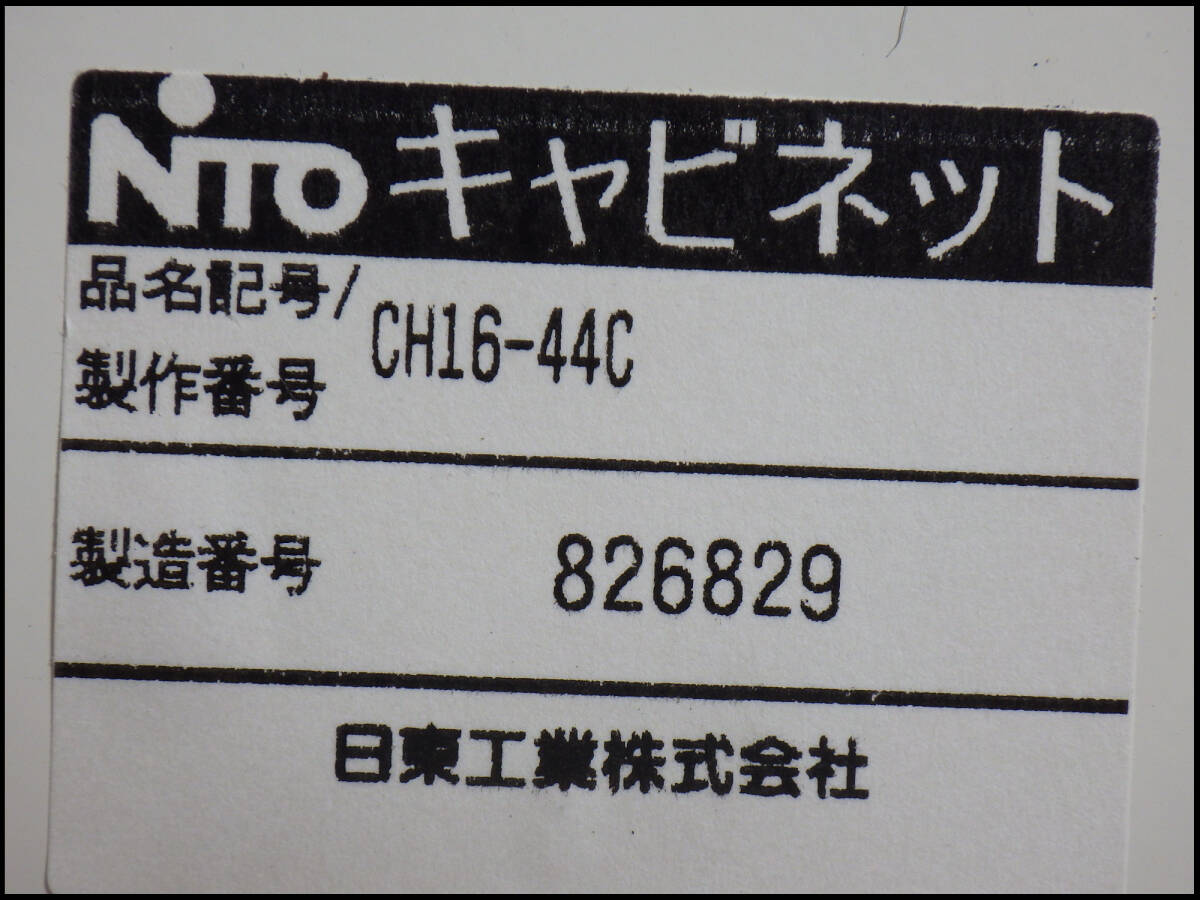 NiTO キャビネット
品名記号/
製作番号 CH16-44C
製造番号 826829
日東工業株式会社